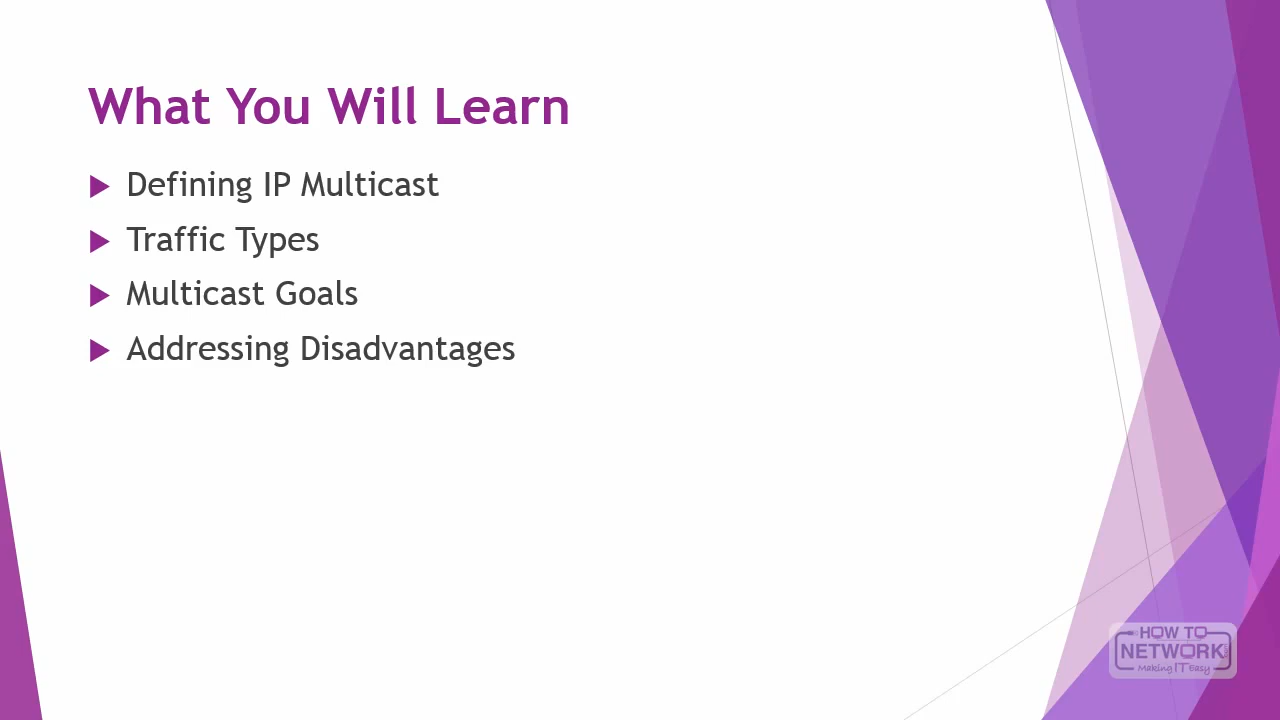 What You Will Learn
Defining IP Multicast
Traffic Types
Multicast Goals
Addressing Disadvantages
HOW TO
NETWORK
Making IT Easy